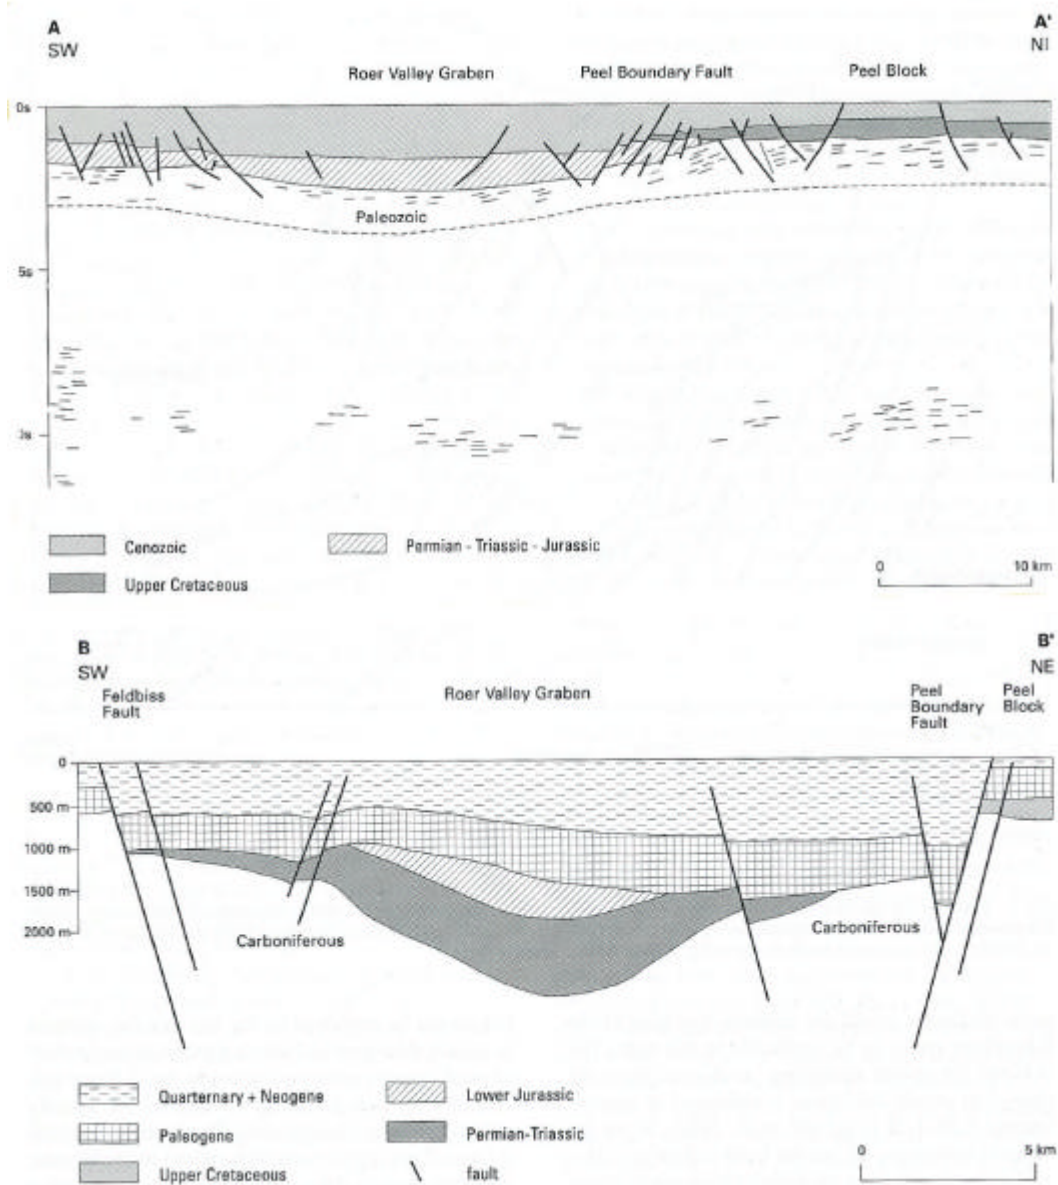 A
SW
A'
NI
Roer Valley Graben
Peel Boundary Fault
Peel Block
0s
Paleozoic
5s
0s
Cenozoic
Permian - Triassic - Jurassic
Upper Cretaceous
0 10 km
B
SW
B'
NE
Feldbiss
Fault
Roer Valley Graben
Peel
Boundary
Fault
Peel
Block
0
500 m
1000 m
1500 m
2000 m
Carboniferous
Carboniferous
Quarternary + Neogene
Lower Jurassic
Paleogene
Permian-Triassic
Upper Cretaceous
fault
0 5 km